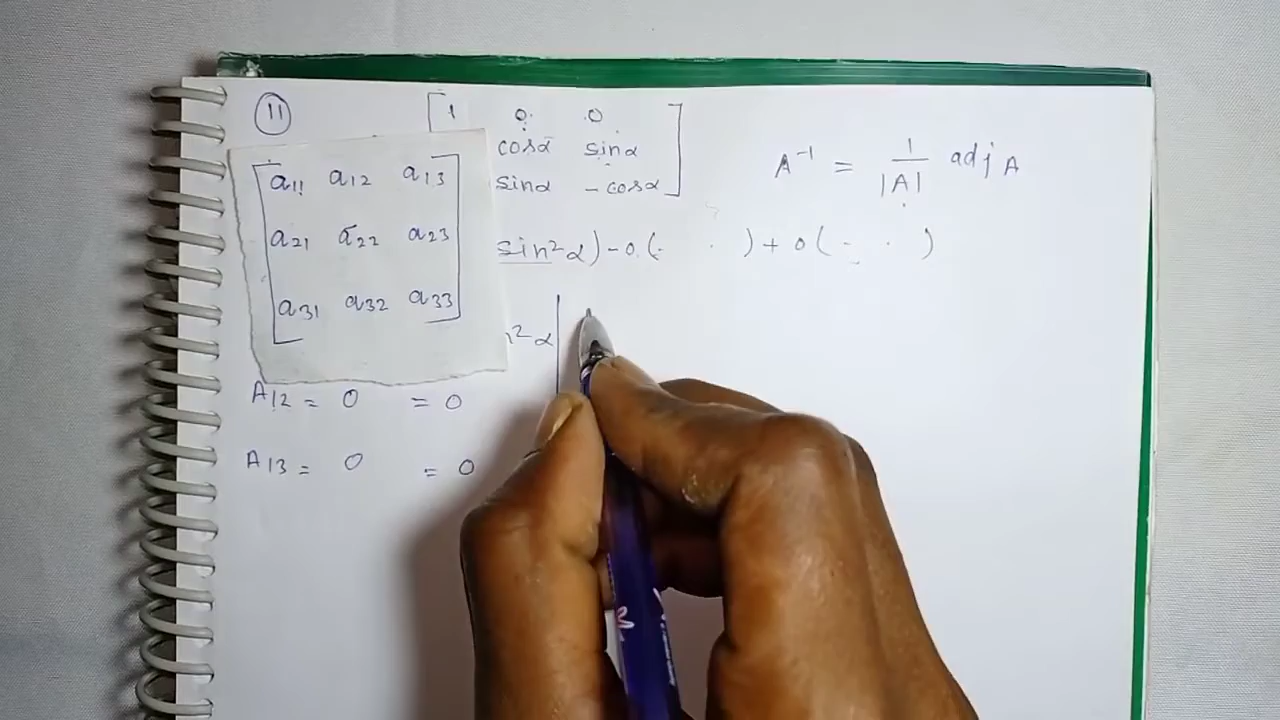 11
1 0 0
cosα sinα
sinα -cosα
A⁻¹ = 1/|A| adj A
a11 a12 a13
a21 a22 a23
a31 a32 a33
sin²α) - 0 ( ) + 0 ( )
² α
A12 = 0 = 0
A13 = 0 = 0